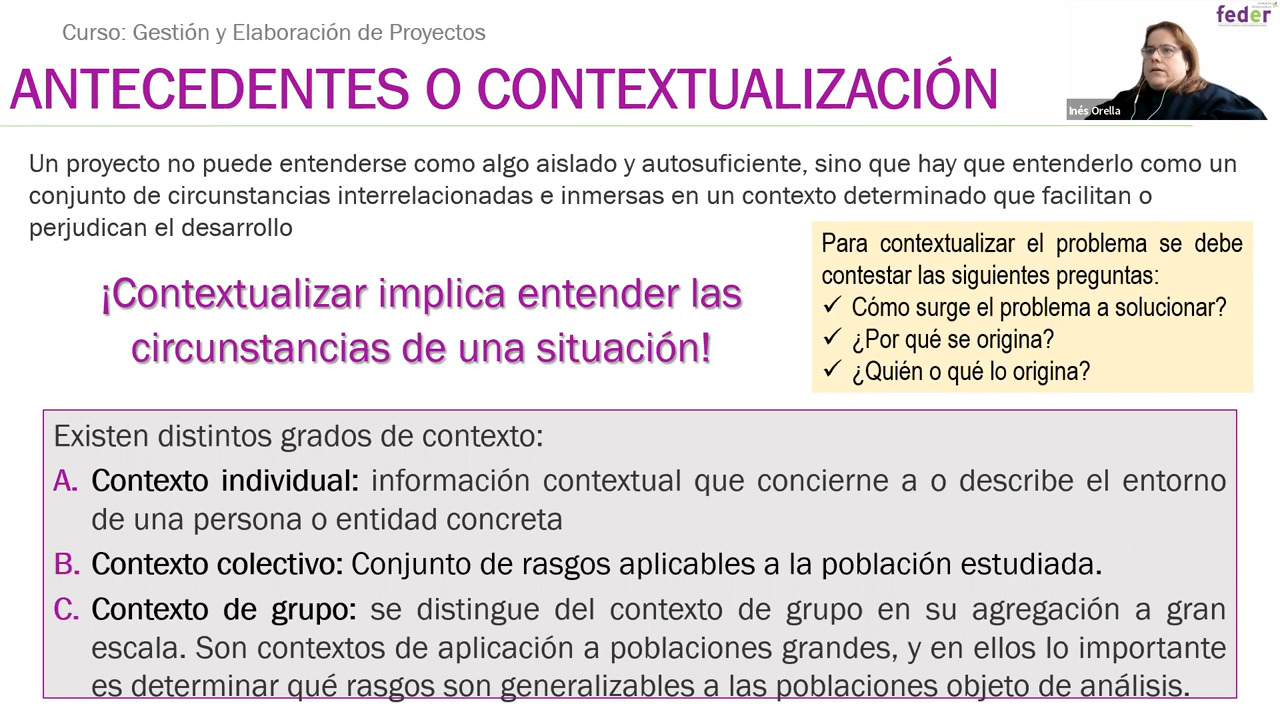 Curso: Gestión y Elaboración de Proyectos
feder
ANTECEDENTES O CONTEXTUALIZACIÓN
Inés Orella
Un proyecto no puede entenderse como algo aislado y autosuficiente, sino que hay que entenderlo como un
conjunto de circunstancias interrelacionadas e inmersas en un contexto determinado que facilitan o
perjudican el desarrollo
¡Contextualizar implica entender las
circunstancias de una situación!
Para contextualizar el problema se debe
contestar las siguientes preguntas:
✓ Cómo surge el problema a solucionar?
✓ ¿Por qué se origina?
✓ ¿Quién o qué lo origina?
Existen distintos grados de contexto:
A. Contexto individual: información contextual que concierne a o describe el entorno
de una persona o entidad concreta
B. Contexto colectivo: Conjunto de rasgos aplicables a la población estudiada.
C. Contexto de grupo: se distingue del contexto de grupo en su agregación a gran
escala. Son contextos de aplicación a poblaciones grandes, y en ellos lo importante
es determinar qué rasgos son generalizables a las poblaciones objeto de análisis.